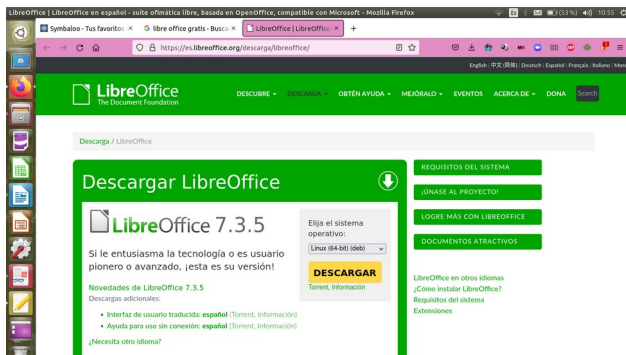 LibreOffice | LibreOffice en español - suite ofimática libre, basada en OpenOffice, compatible con Microsoft - Mozilla Firefox
Es
(53%)
10:55
Symbaloo - Tus favoritos
libre office gratis - Buscar
LibreOffice | LibreOffice
https://es.libreoffice.org/descarga/libreoffice/
English | 中文 (简体) | Deutsch | Español | Français | Italiano | More
LibreOffice
The Document Foundation
DESCUBRE
DESCARGA
OBTÉN AYUDA
MEJÓRALO
EVENTOS
ACERCA DE
DONA
Search
Descarga / LibreOffice
Descargar LibreOffice
LibreOffice 7.3.5
Si le entusiasma la tecnología o es usuario
pionero o avanzado, ¡esta es su versión!
Novedades de LibreOffice 7.3.5
Descargas adicionales:
• Interfaz de usuario traducida: español (Torrent, Información)
• Ayuda para uso sin conexión: español (Torrent, Información)
¿Necesita otro idioma?
Elija el sistema
operativo:
Linux (64-bit) (deb)
DESCARGAR
Torrent, Información
REQUISITOS DEL SISTEMA
¡ÚNASE AL PROYECTO!
LOGRE MÁS CON LIBREOFFICE
DOCUMENTOS ATRACTIVOS
LibreOffice en otros idiomas
¿Cómo instalar LibreOffice?
Requisitos del sistema
Extensiones